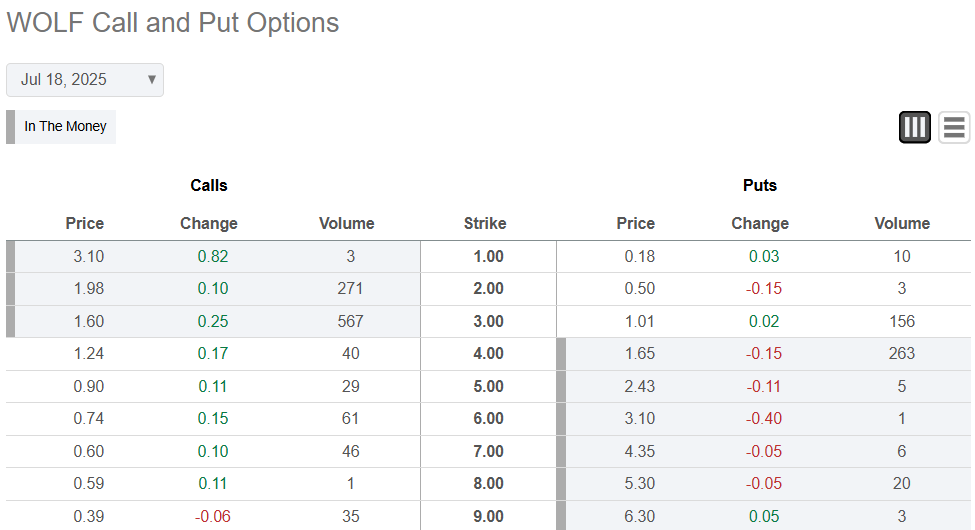 WOLF Call and Put Options
Jul 18, 2025
In The Money
Calls Puts
Price Change Volume Strike Price Change Volume
3.10 0.82 3 1.00 0.18 0.03 10
1.98 0.10 271 2.00 0.50 -0.15 3
1.60 0.25 567 3.00 1.01 0.02 156
1.24 0.17 40 4.00 1.65 -0.15 263
0.90 0.11 29 5.00 2.43 -0.11 5
0.74 0.15 61 6.00 3.10 -0.40 1
0.60 0.10 46 7.00 4.35 -0.05 6
0.59 0.11 1 8.00 5.30 -0.05 20
0.39 -0.06 35 9.00 6.30 0.05 3